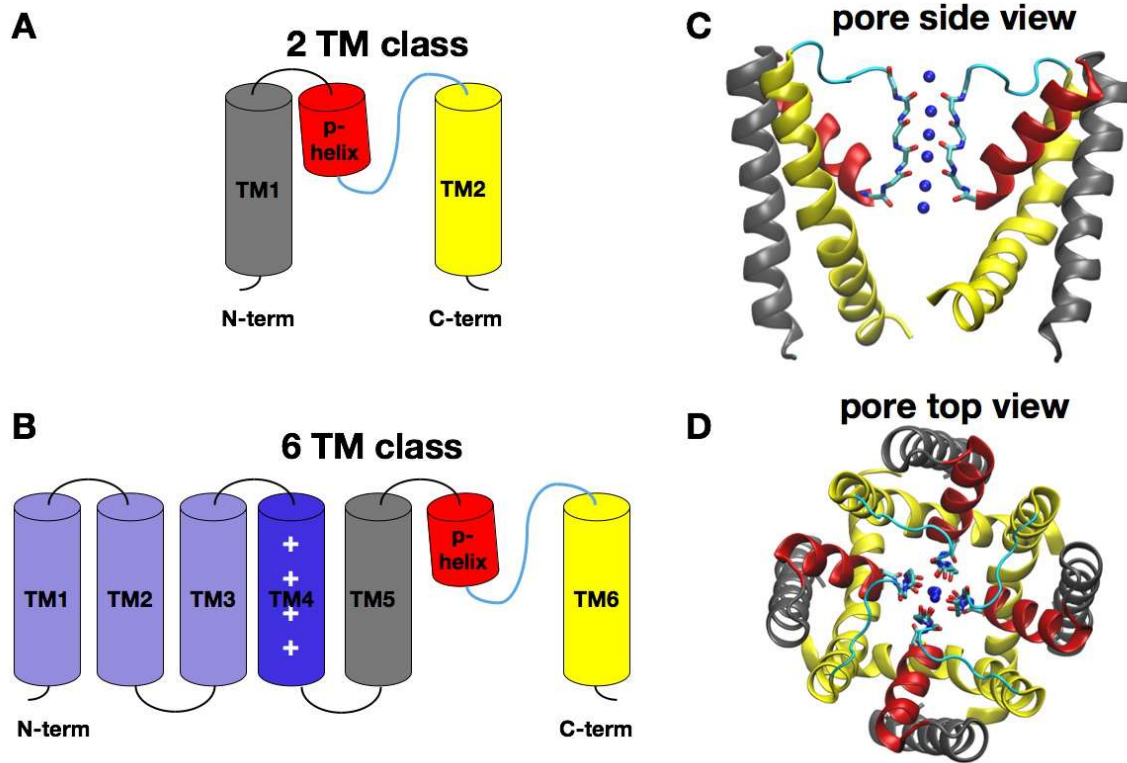 A
2 TM class
p-
helix
TM1
TM2
N-term
C-term
B
6 TM class
TM1
TM2
TM3
TM4
+
+
+
+
TM5
p-
helix
TM6
N-term
C-term
C
pore side view
D
pore top view